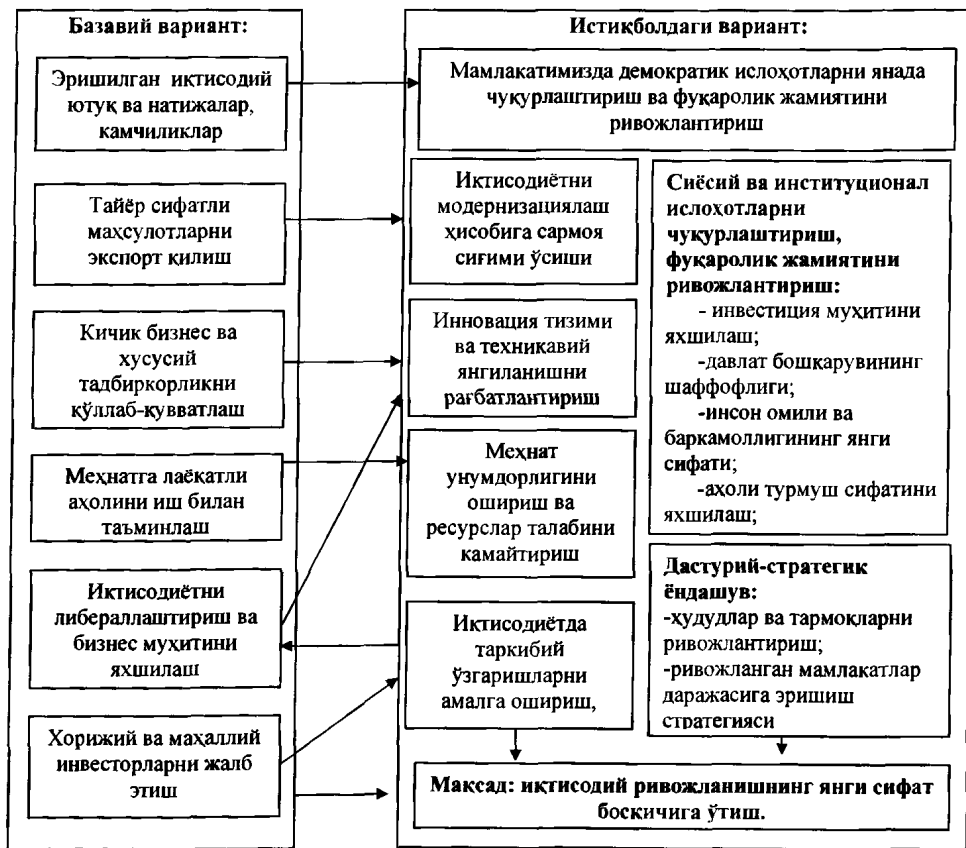 Базавий вариант:
Эришилган иқтисодий
ютуқ ва натижалар,
камчиликлар
Тайёр сифатли
маҳсулотларни
экспорт қилиш
Кичик бизнес ва
хусусий
тадбиркорликни
қўллаб-қувватлаш
Меҳнатга лаёқатли
аҳолини иш билан
таъминлаш
Иқтисодиётни
либераллаштириш ва
бизнес муҳитини
яхшилаш
Хорижий ва маҳаллий
инвесторларни жалб
этиш
Истиқболдаги вариант:
Мамлакатимизда демократик ислоҳотларни янада
чуқурлаштириш ва фуқаролик жамиятини
ривожлантириш
Иқтисодиётни
модернизациялаш
ҳисобига сармоя
сиғими ўсиши
Инновация тизими
ва техникавий
янгиланишни
рағбатлантириш
Меҳнат
унумдорлигини
ошириш ва
ресурслар талабини
камайтириш
Иқтисодиётда
таркибий
ўзгаришларни
амалга ошириш,
Сиёсий ва институционал
ислоҳотларни
чуқурлаштириш,
фуқаролик жамиятини
ривожлантириш:
- инвестиция муҳитини
яхшилаш;
-давлат бошқарувининг
шаффофлиги;
-инсон омили ва
баркамоллигининг янги
сифати;
-аҳоли турмуш сифатини
яхшилаш;
Дастурий-стратегик
ёндашув:
-ҳудудлар ва тармоқларни
ривожлантириш;
-ривожланган мамлакатлар
даражасига эришиш
стратегияси
Мақсад: иқтисодий ривожланишнинг янги сифат
босқичига ўтиш.